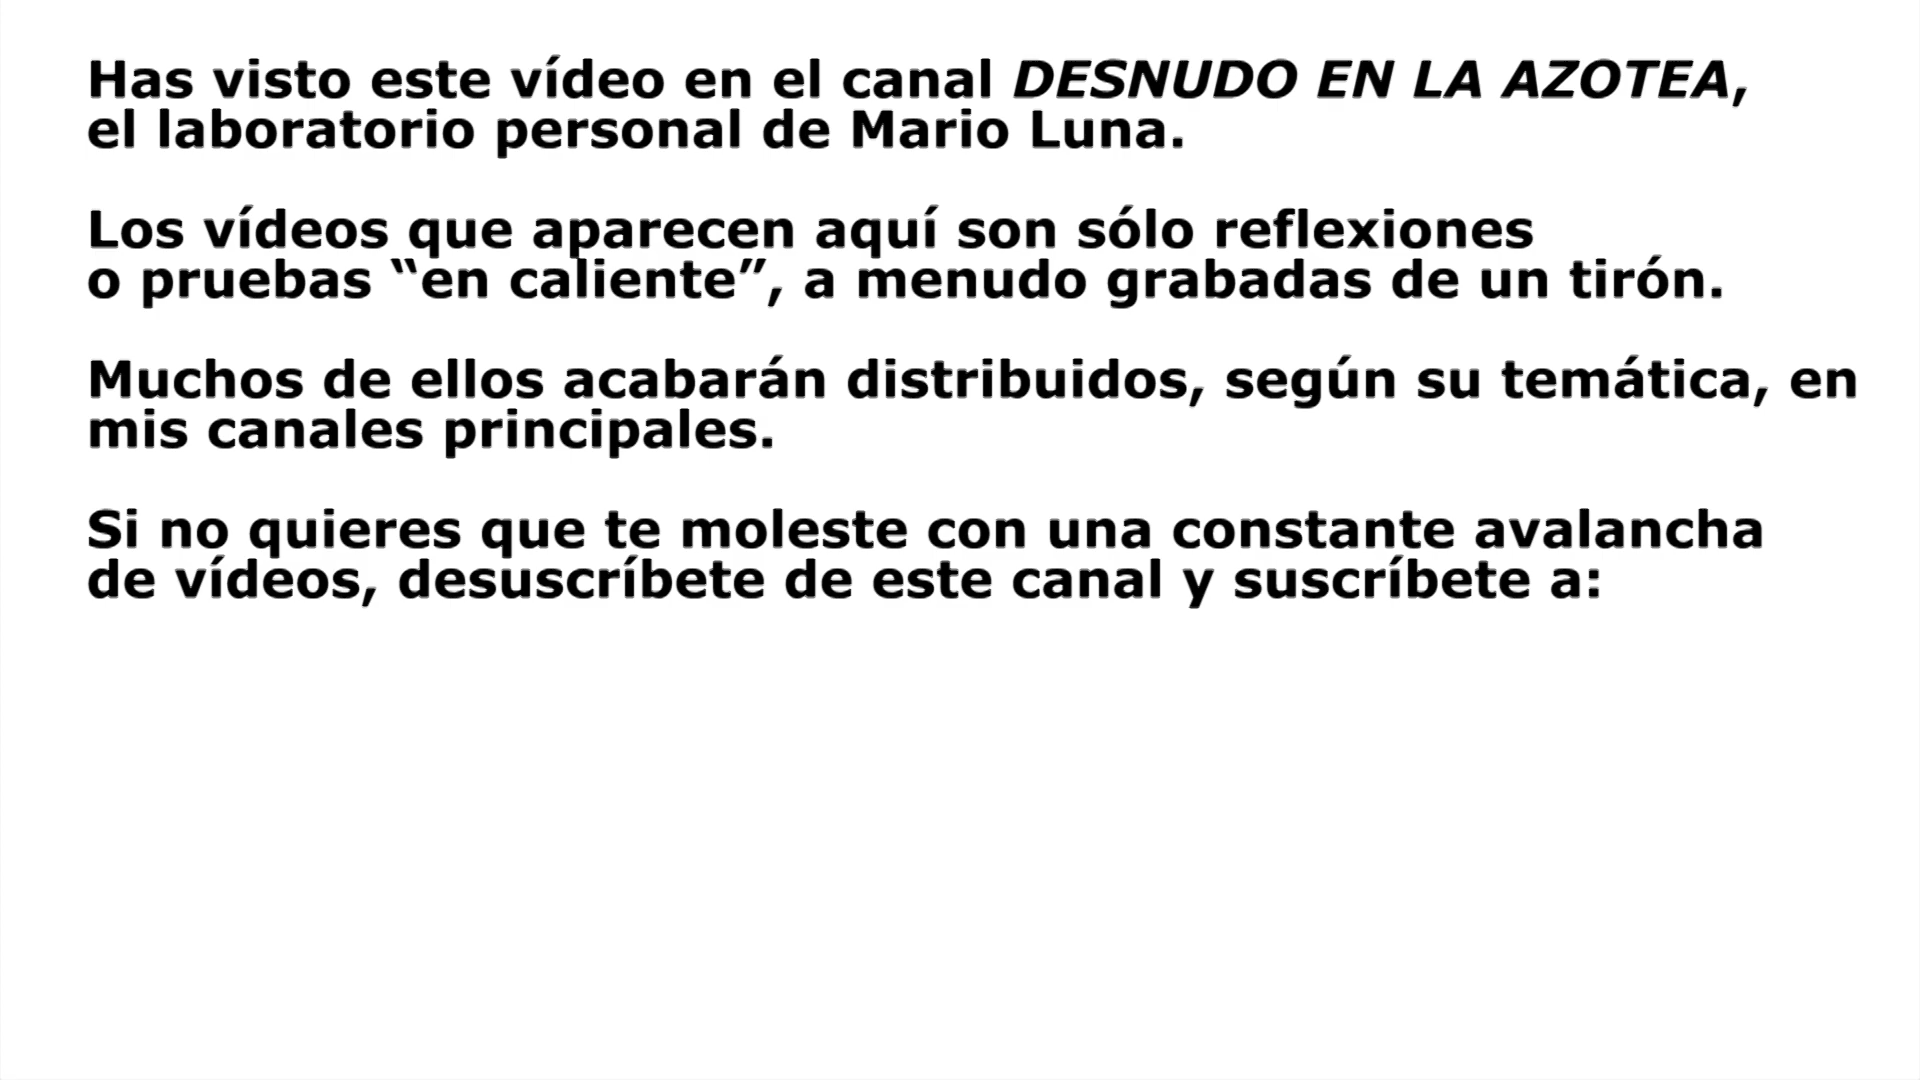 Has visto este vídeo en el canal DESNUDO EN LA AZOTEA,
el laboratorio personal de Mario Luna.
Los vídeos que aparecen aquí son sólo reflexiones
o pruebas “en caliente”, a menudo grabadas de un tirón.
Muchos de ellos acabarán distribuidos, según su temática, en
mis canales principales.
Si no quieres que te moleste con una constante avalancha
de vídeos, desuscríbete de este canal y suscríbete a: